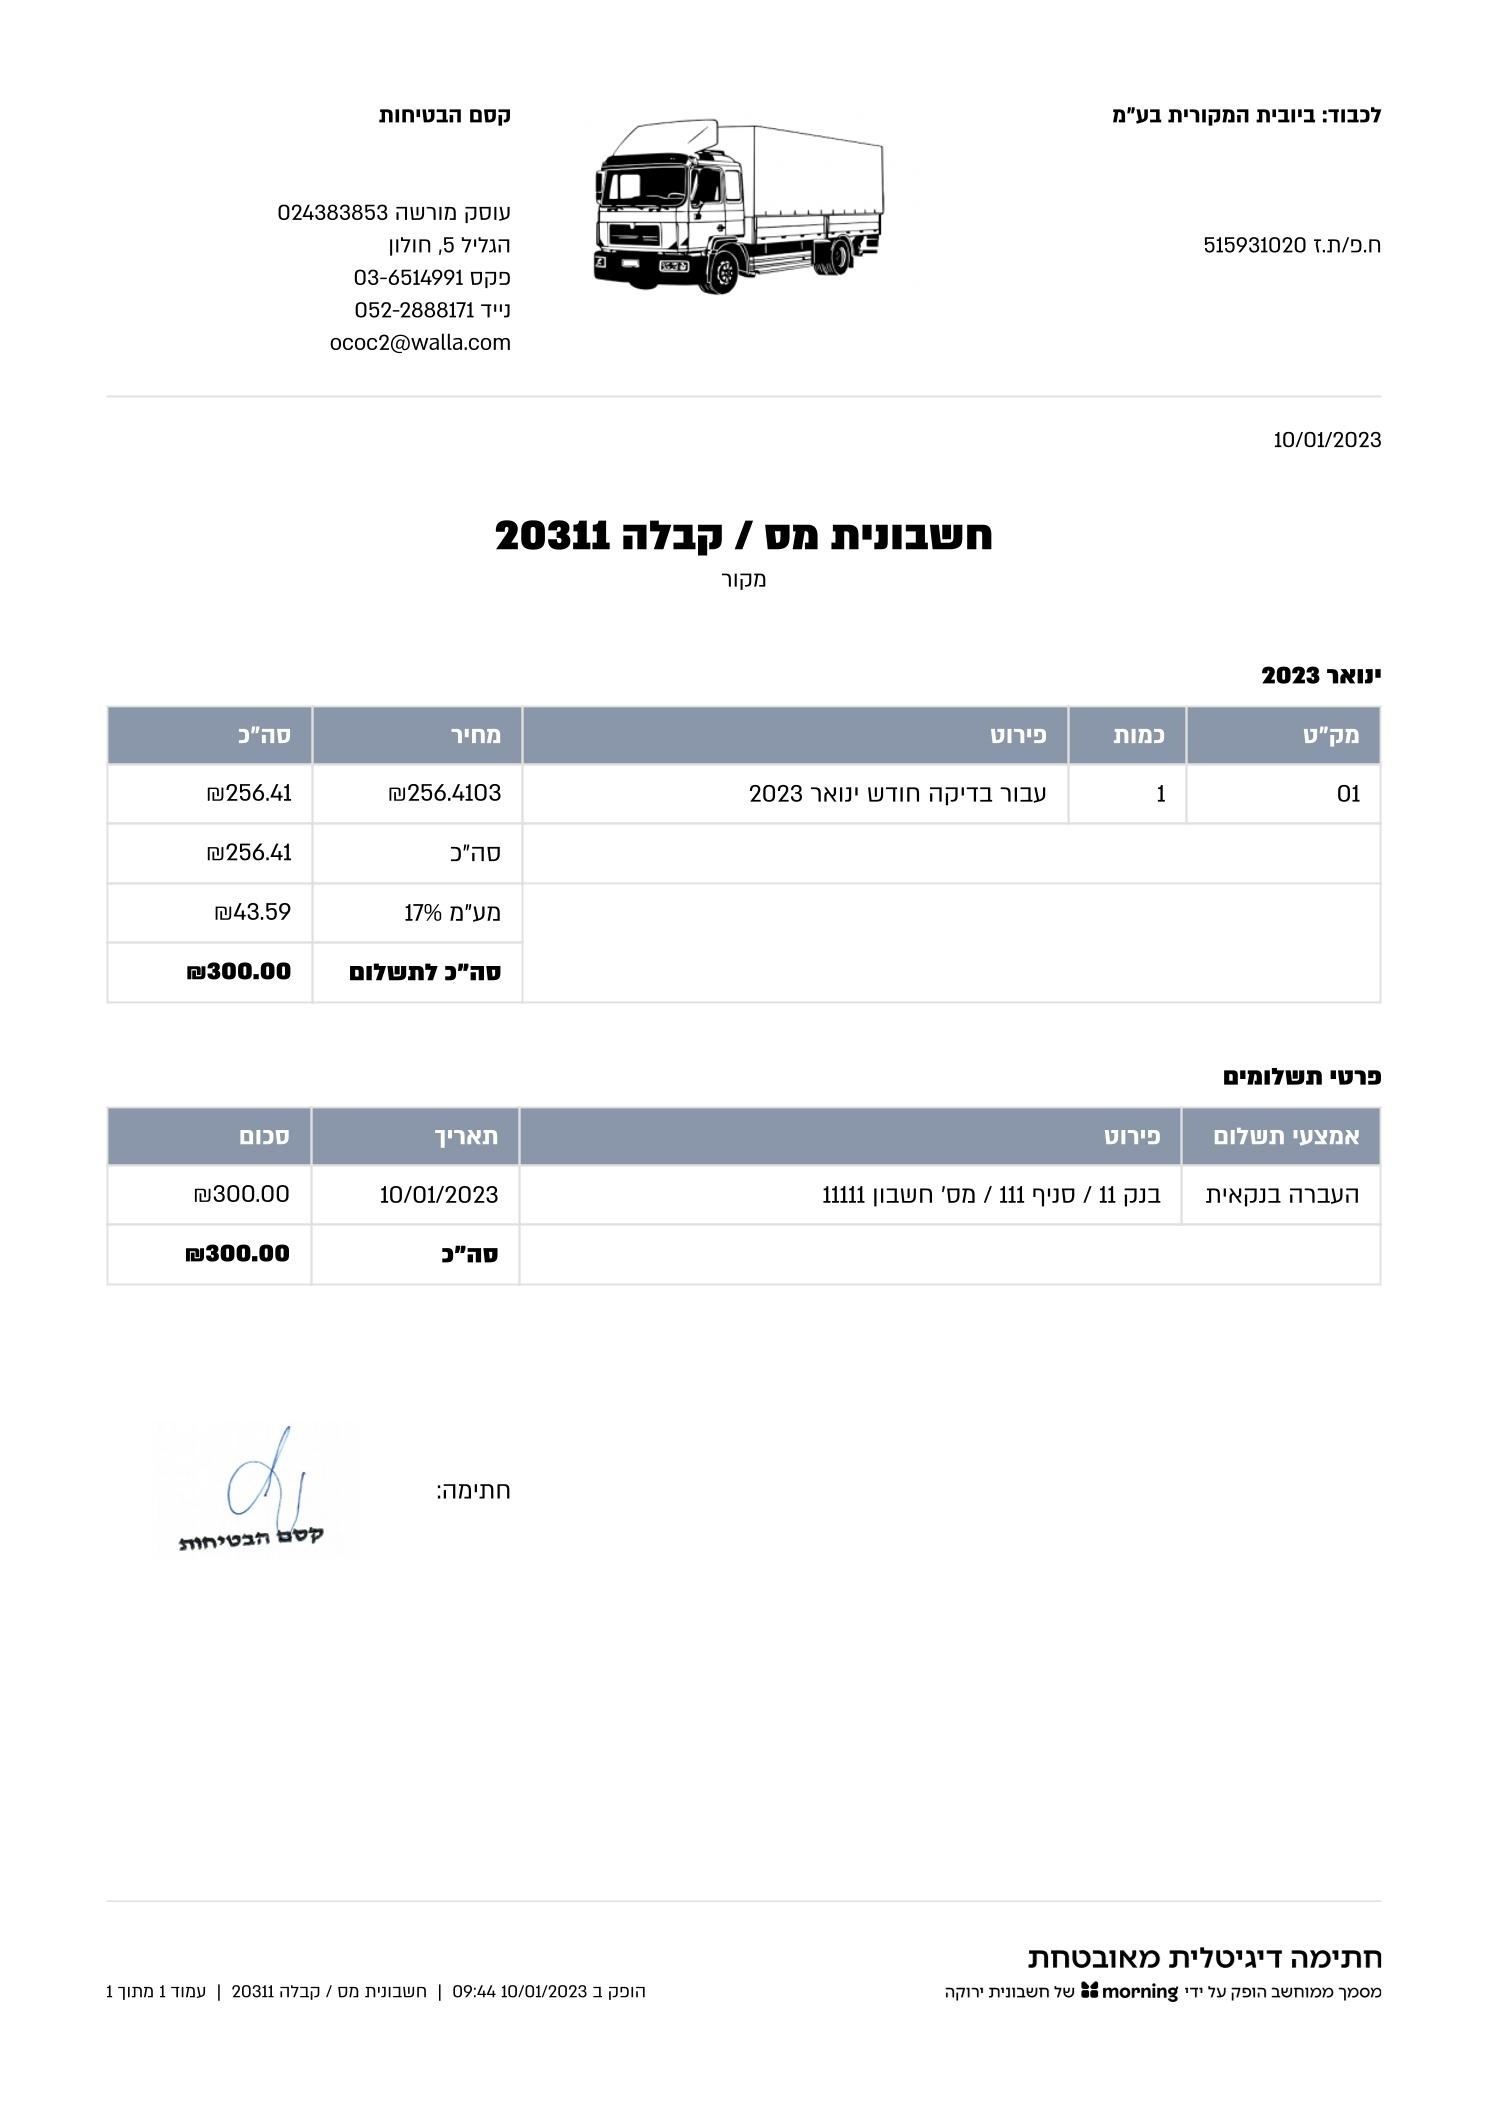 לכבוד: ביובית המקורית בע"מ
ח.פ/ת.ז 515931020
קסם הבטיחות
עוסק מורשה 024383853
הגליל 5, חולון
פקס 03-6514991
נייד 052-2888171
ococ2@walla.com
10/01/2023
חשבונית מס / קבלה 20311
מקור
ינואר 2023
מק"ט כמות פירוט מחיר סה"כ
01 1 עבור בדיקה חודש ינואר 2023 ₪256.4103 ₪256.41
סה"כ ₪256.41
מע"מ 17% ₪43.59
סה"כ לתשלום ₪300.00
פרטי תשלומים
אמצעי תשלום פירוט תאריך סכום
העברה בנקאית בנק 11 / סניף 111 / מס' חשבון 11111 10/01/2023 ₪300.00
סה"כ ₪300.00
חתימה:
קסם הבטיחות
חתימה דיגיטלית מאובטחת
מסמך ממוחשב הופק על ידי morning של חשבונית ירוקה
הופק ב 10/01/2023 09:44 | חשבונית מס / קבלה 20311 | עמוד 1 מתוך 1